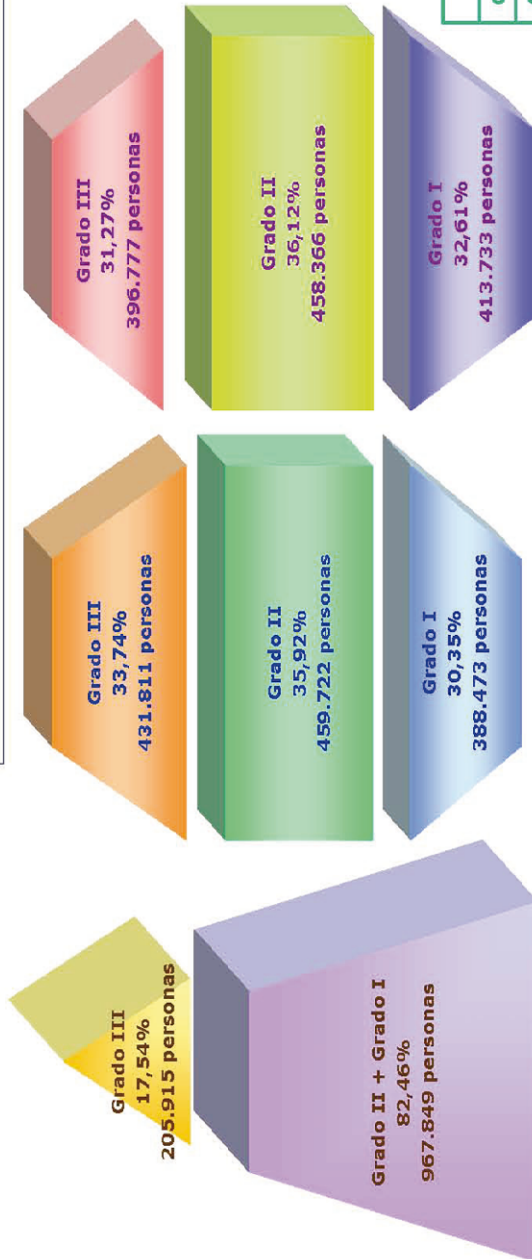 Grado III
17,54%
205.915 personas
Grado II + Grado I
82,46%
967.849 personas
Grado III
33,74%
431.811 personas
Grado II
35,92%
459.722 personas
Grado I
30,35%
388.473 personas
Grado III
31,27%
396.777 personas
Grado II
36,12%
458.366 personas
Grado I
32,61%
413.733 personas